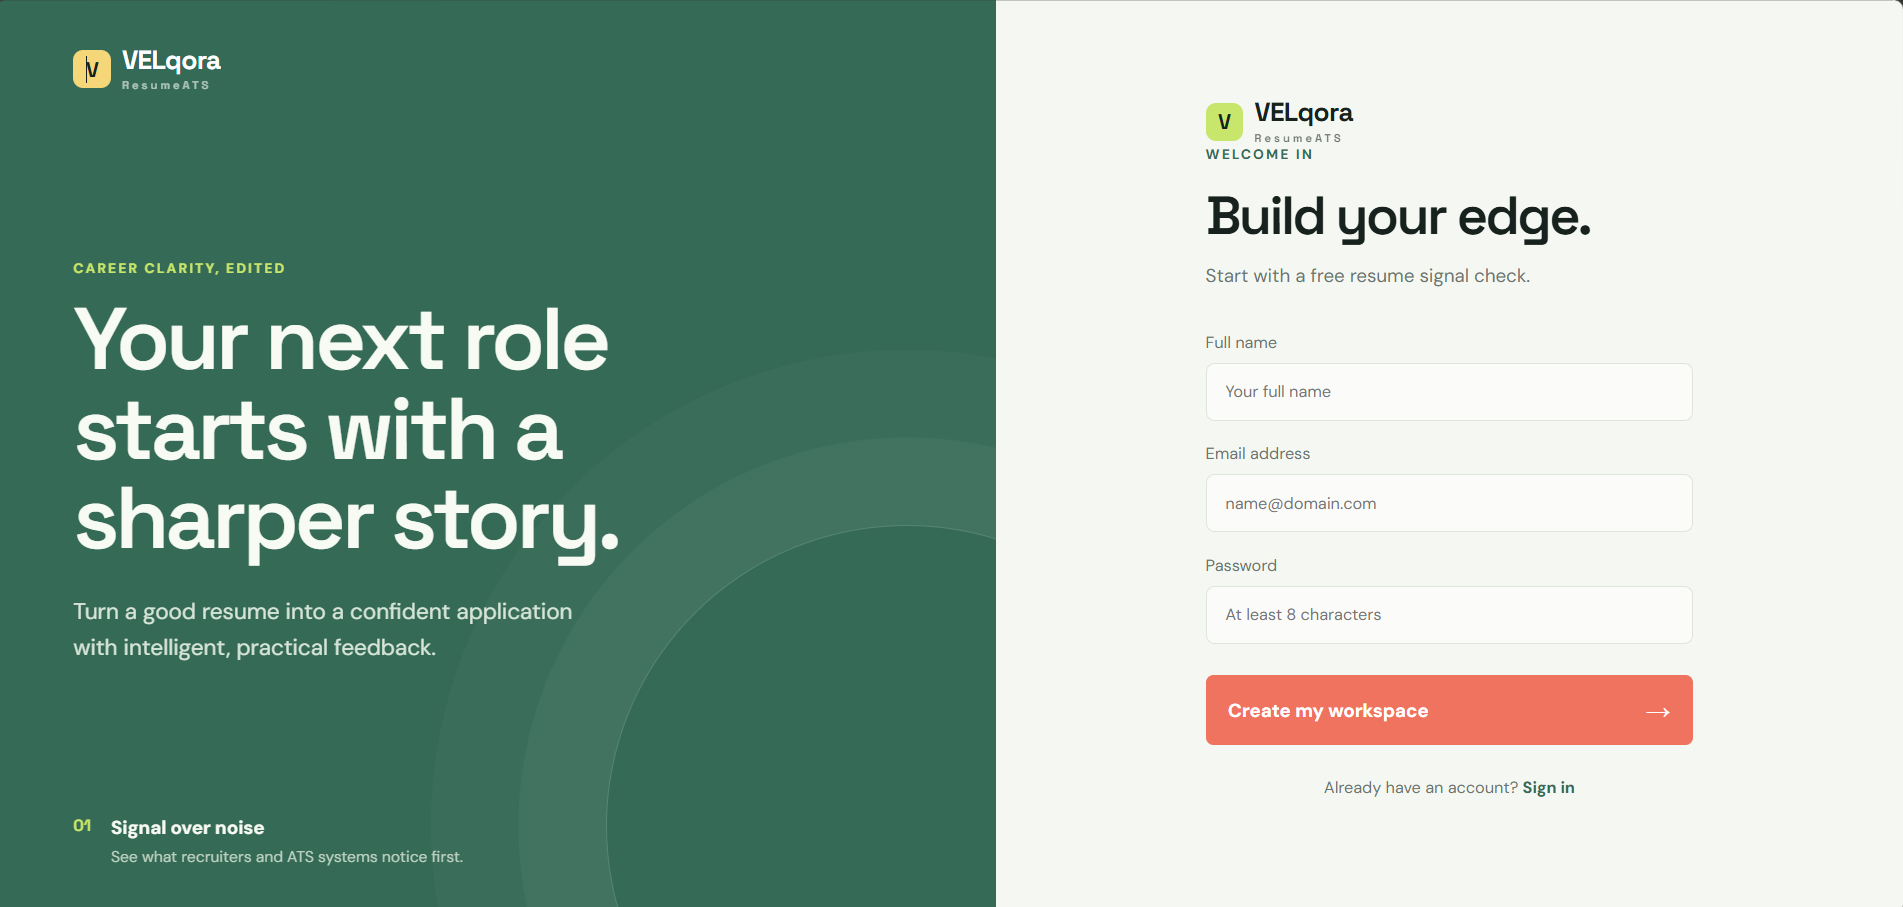 V
VELqora
ResumeATS
CAREER CLARITY, EDITED
Your next role
starts with a
sharper story.
Turn a good resume into a confident application
with intelligent, practical feedback.
01 Signal over noise
See what recruiters and ATS systems notice first.
V
VELqora
ResumeATS
WELCOME IN
Build your edge.
Start with a free resume signal check.
Full name
Your full name
Email address
name@domain.com
Password
At least 8 characters
Create my workspace →
Already have an account? Sign in